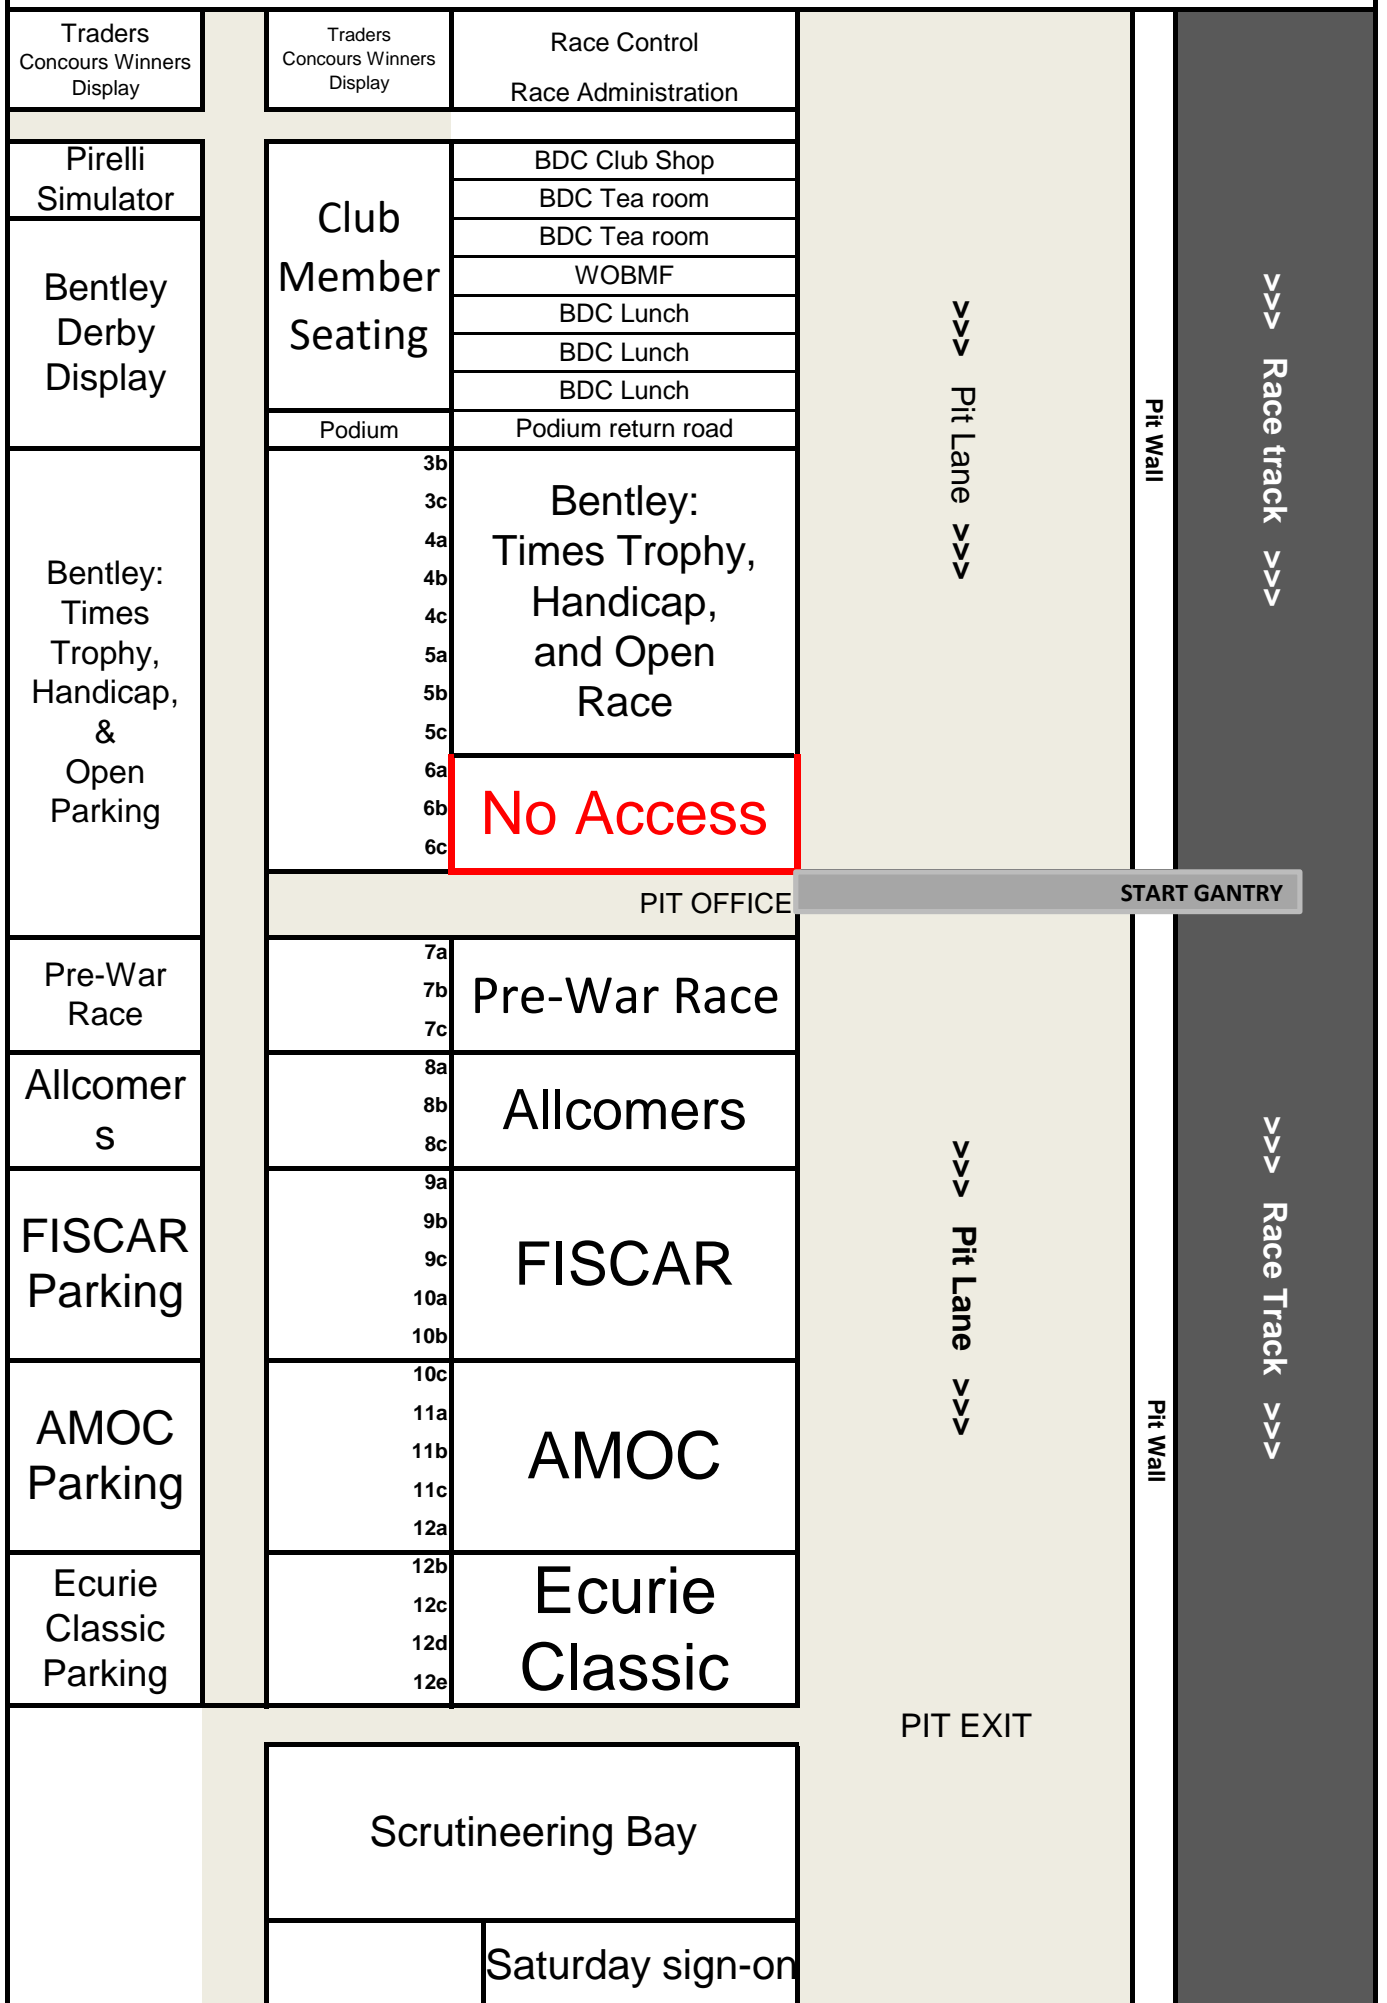 Traders
Concours Winners
Display
Traders
Concours Winners
Display
Race Control
Race Administration
Pirelli
Simulator
Club
Member
Seating
BDC Club Shop
BDC Tea room
BDC Tea room
WOBMF
BDC Lunch
BDC Lunch
BDC Lunch
Bentley
Derby
Display
Podium
Podium return road
>>> Pit Lane >>>
Pit Wall
>>> Race track >>>
Bentley:
Times
Trophy,
Handicap,
&
Open
Parking
3b
3c
4a
4b
4c
5a
5b
5c
6a
6b
6c
Bentley:
Times Trophy,
Handicap,
and Open
Race
No Access
PIT OFFICE
START GANTRY
Pre-War
Race
7a
7b
7c
Pre-War Race
Allcomer
s
8a
8b
8c
Allcomers
FISCAR
Parking
9a
9b
9c
10a
10b
FISCAR
>>> Pit Lane >>>
Pit Wall
>>> Race Track >>>
AMOC
Parking
10c
11a
11b
11c
12a
AMOC
Ecurie
Classic
Parking
12b
12c
12d
12e
Ecurie
Classic
PIT EXIT
Scrutineering Bay
Saturday sign-on